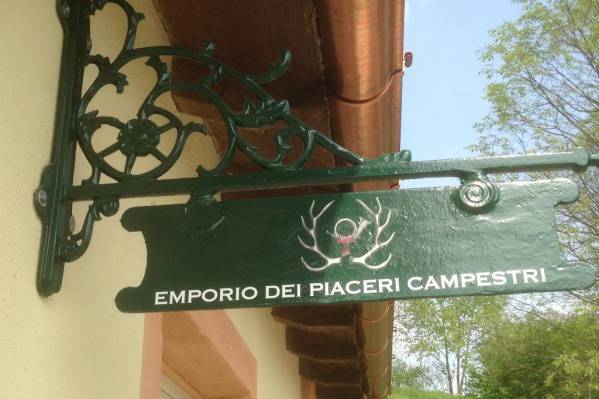 EMPORIO DEI PIACERI CAMPESTRI